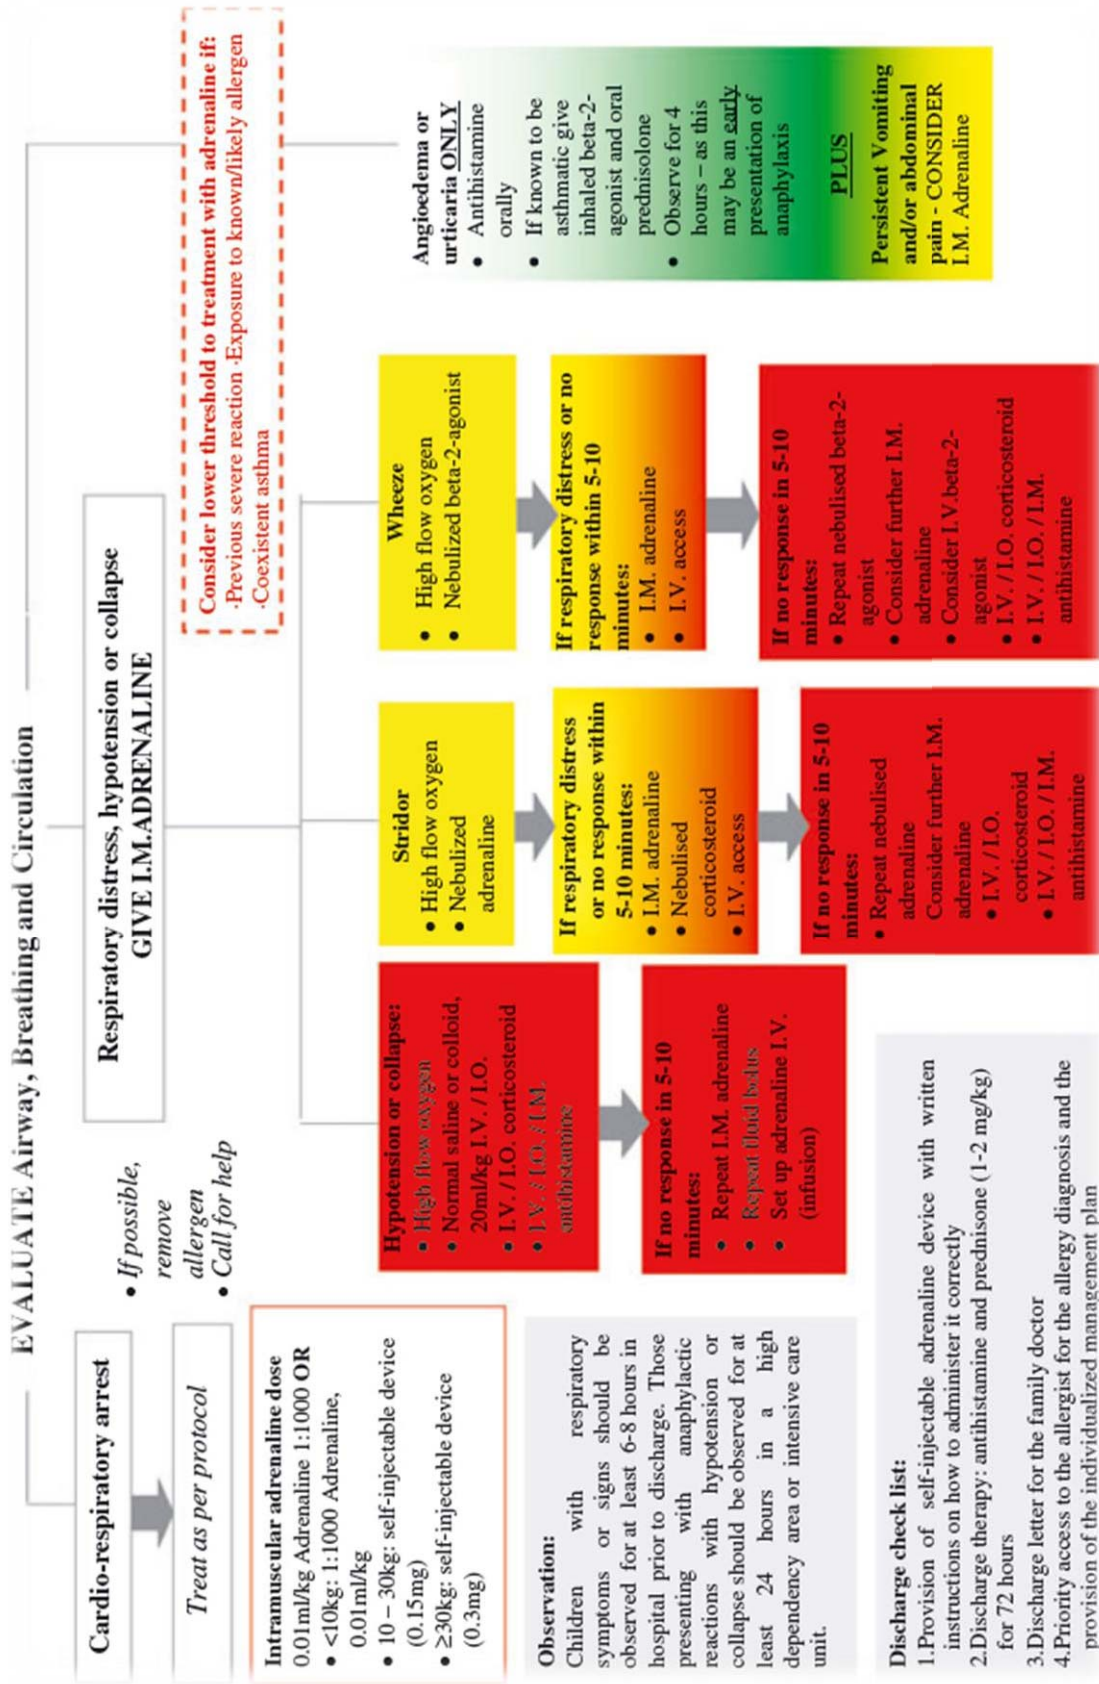 EVALUATE Airway, Breathing and Circulation
Cardio-respiratory arrest
Treat as per protocol
• If possible,
remove
allergen
• Call for help
Respiratory distress, hypotension or collapse
GIVE I.M.ADRENALINE
Consider lower threshold to treatment with adrenaline if:
·Previous severe reaction ·Exposure to known/likely allergen
·Coexistent asthma
Intramuscular adrenaline dose
0.01ml/kg Adrenaline 1:1000 OR
• <10kg: 1:1000 Adrenaline,
0.01ml/kg
• 10 – 30kg: self-injectable device
(0.15mg)
• ≥30kg: self-injectable device
(0.3mg)
Hypotension or collapse:
• High flow oxygen
• Normal saline or colloid,
20ml/kg I.V. / I.O.
• I.V. / I.O. corticosteroid
• I.V. / I.O. / I.M.
antihistamine
If no response in 5-10
minutes:
• Repeat I.M. adrenaline
• Repeat fluid bolus
• Set up adrenaline I.V.
(infusion)
Stridor
• High flow oxygen
• Nebulized
adrenaline
If respiratory distress
or no response within
5-10 minutes:
• I.M. adrenaline
• Nebulised
corticosteroid
• I.V. access
If no response in 5-10
minutes:
• Repeat nebulised
adrenaline
Consider further I.M.
adrenaline
• I.V. / I.O.
corticosteroid
• I.V. / I.O. / I.M.
antihistamine
Wheeze
• High flow oxygen
• Nebulized beta-2-agonist
If respiratory distress or no
response within 5-10
minutes:
• I.M. adrenaline
• I.V. access
If no response in 5-10
minutes:
• Repeat nebulised beta-2-
agonist
• Consider further I.M.
adrenaline
• Consider I.V.beta-2-
agonist
• I.V. / I.O. corticosteroid
• I.V. / I.O. / I.M.
antihistamine
Angioedema or
urticaria ONLY
• Antihistamine
orally
• If known to be
asthmatic give
inhaled beta-2-
agonist and oral
prednisolone
• Observe for 4
hours – as this
may be an early
presentation of
anaphylaxis
PLUS
Persistent Vomiting
and/or abdominal
pain - CONSIDER
I.M. Adrenaline
Observation:
Children with respiratory
symptoms or signs should be
observed for at least 6-8 hours in
hospital prior to discharge. Those
presenting with anaphylactic
reactions with hypotension or
collapse should be observed for at
least 24 hours in a high
dependency area or intensive care
unit.
Discharge check list:
1.Provision of self-injectable adrenaline device with written
instructions on how to administer it correctly
2. Discharge therapy: antihistamine and prednisone (1-2 mg/kg)
for 72 hours
3.Discharge letter for the family doctor
4.Priority access to the allergist for the allergy diagnosis and the
provision of the individualized management plan